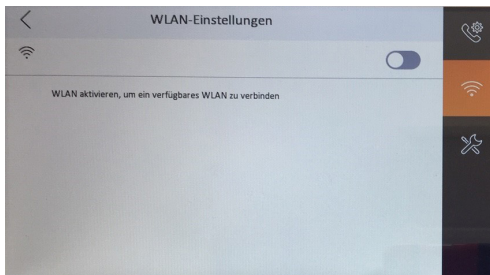 WLAN-Einstellungen
WLAN aktivieren, um ein verfügbares WLAN zu verbinden